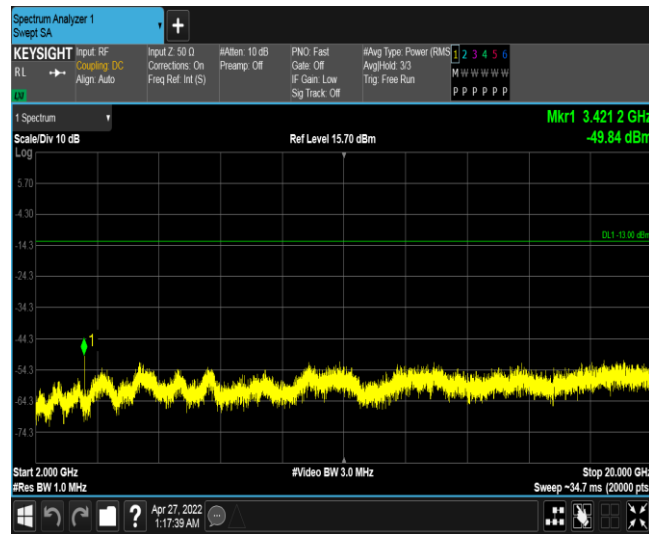 Spectrum Analyzer 1
Swept SA
+
KEYSIGHT Input: RF Input Z: 50 Ω #Atten: 10 dB PNO: Fast #Avg Type: Power (RMS 1 2 3 4 5 6
RL Coupling: DC Corrections: On Preamp: Off Gate: Off Avg|Hold: 3/3 M W W W W W
Align: Auto Freq Ref: Int (S) IF Gain: Low Trig: Free Run
Sig Track: Off P P P P P P
1 Spectrum Mkr1 3.421 2 GHz
Scale/Div 10 dB Ref Level 15.70 dBm -49.84 dBm
Log
5.70
-4.30
DL1 -13.00 dBm
-14.3
-24.3
-34.3
-44.3
1
-54.3
-64.3
-74.3
Start 2.000 GHz #Video BW 3.0 MHz Stop 20.000 GHz
#Res BW 1.0 MHz Sweep ~34.7 ms (20000 pts
? Apr 27, 2022
1:17:39 AM